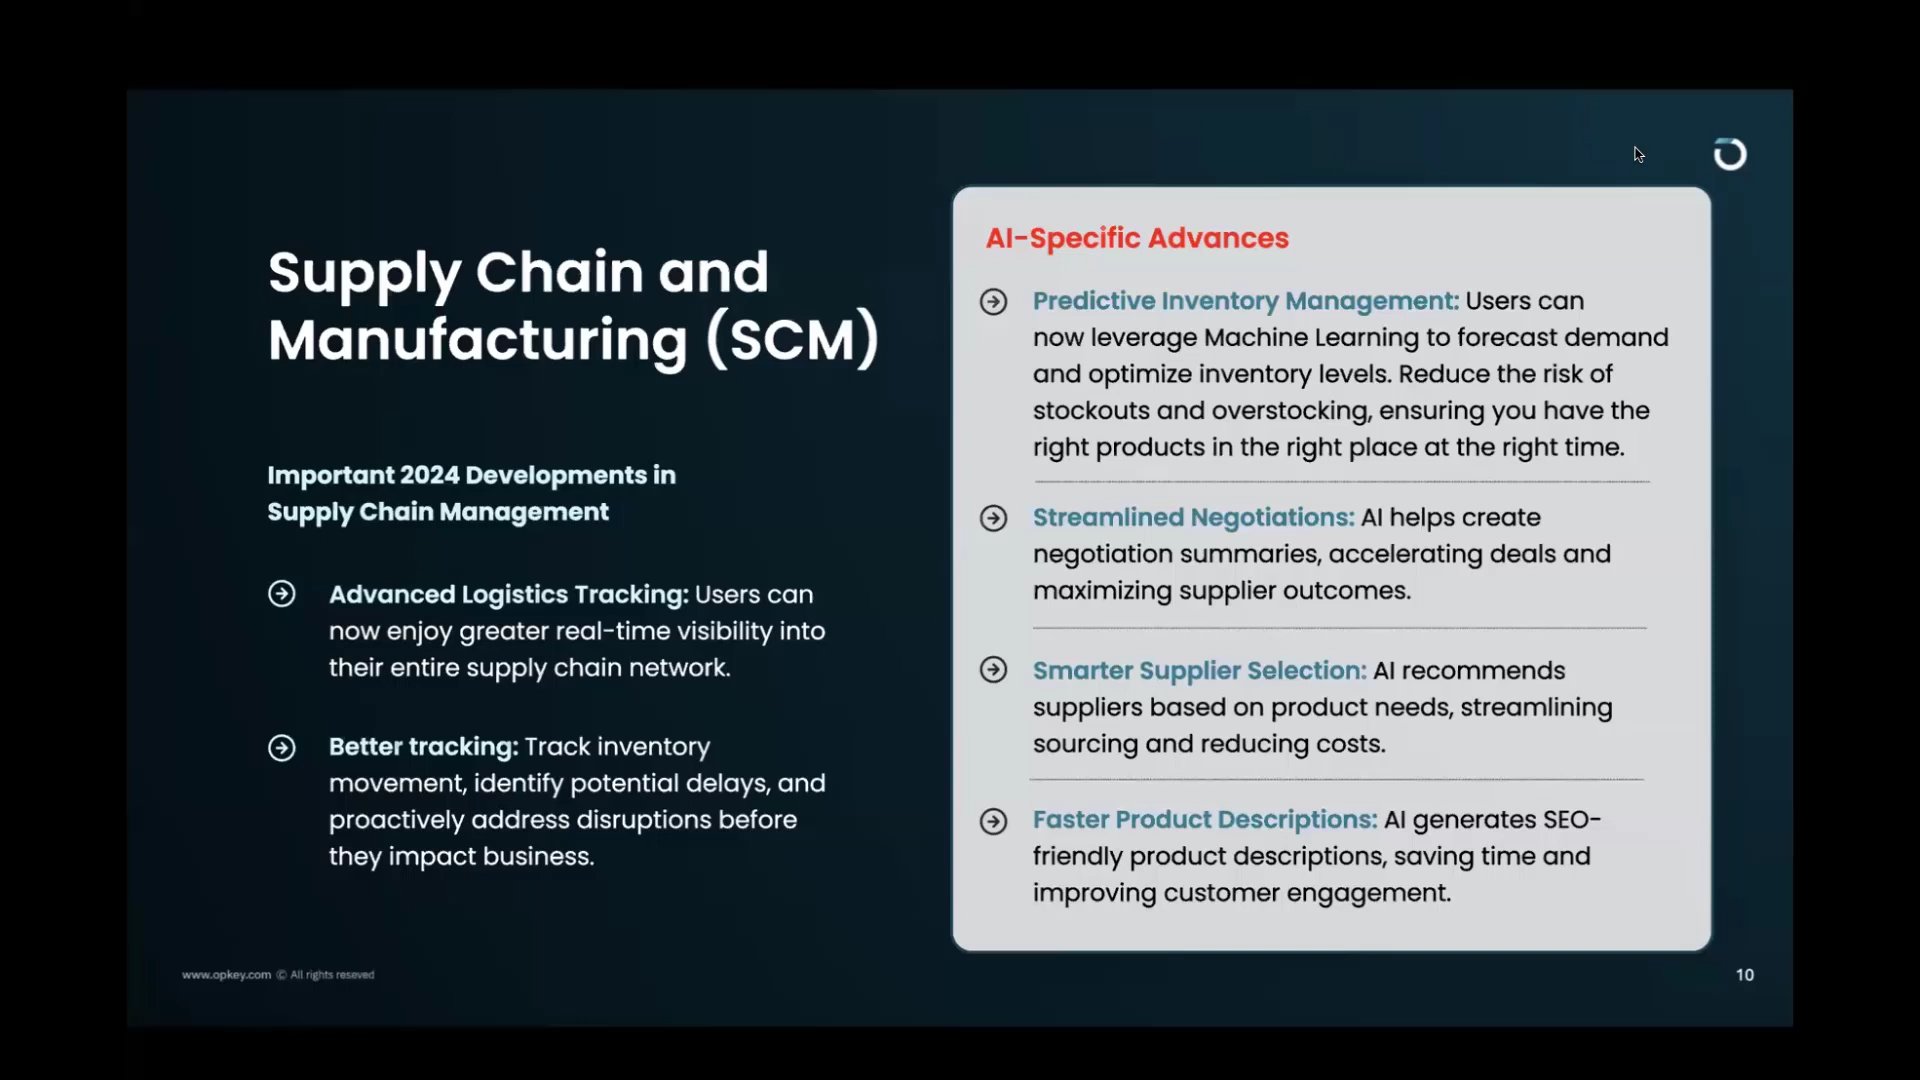 Supply Chain and
Manufacturing (SCM)
Important 2024 Developments in
Supply Chain Management
Advanced Logistics Tracking: Users can
now enjoy greater real-time visibility into
their entire supply chain network.
Better tracking: Track inventory
movement, identify potential delays, and
proactively address disruptions before
they impact business.
AI-Specific Advances
Predictive Inventory Management: Users can
now leverage Machine Learning to forecast demand
and optimize inventory levels. Reduce the risk of
stockouts and overstocking, ensuring you have the
right products in the right place at the right time.
Streamlined Negotiations: AI helps create
negotiation summaries, accelerating deals and
maximizing supplier outcomes.
Smarter Supplier Selection: AI recommends
suppliers based on product needs, streamlining
sourcing and reducing costs.
Faster Product Descriptions: AI generates SEO-
friendly product descriptions, saving time and
improving customer engagement.
www.opkey.com © All rights reseved
10